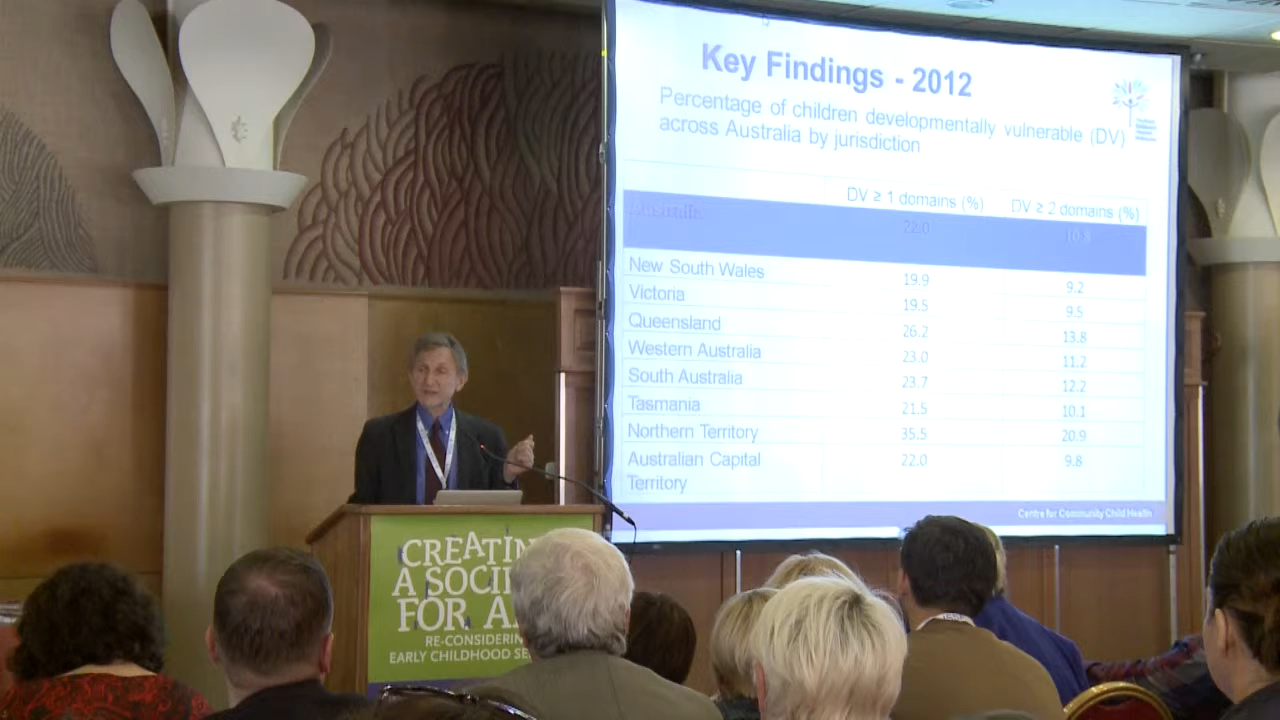 Key Findings - 2012
Percentage of children developmentally vulnerable (DV)
across Australia by jurisdiction
DV ≥ 1 domains (%) DV ≥ 2 domains (%)
Australia 22.0 10.8
New South Wales 19.9 9.2
Victoria 19.5 9.5
Queensland 26.2 13.8
Western Australia 23.0 11.2
South Australia 23.7 12.2
Tasmania 21.5 10.1
Northern Territory 35.5 20.9
Australian Capital 22.0 9.8
Territory
Centre for Community Child Health
CREATIN
A SOCI
FOR A
RE-CONSIDERIN
EARLY CHILDHOOD SE